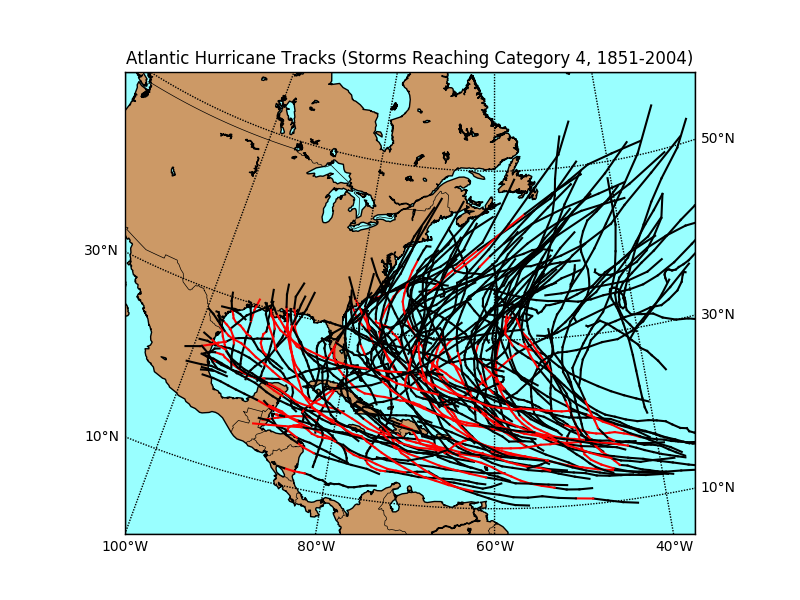 Atlantic Hurricane Tracks (Storms Reaching Category 4, 1851-2004)
50°N
30°N
30°N
10°N
10°N
100°W 80°W 60°W 40°W